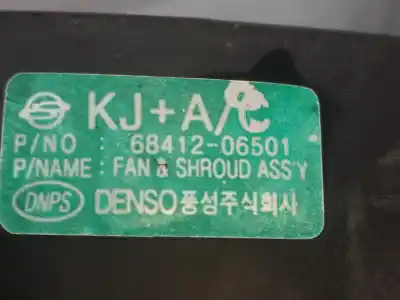 KJ+A/C
P/NO : 68412-06501
P/NAME : FAN & SHROUD ASS'Y
DNPS DENSO풍성주식회사